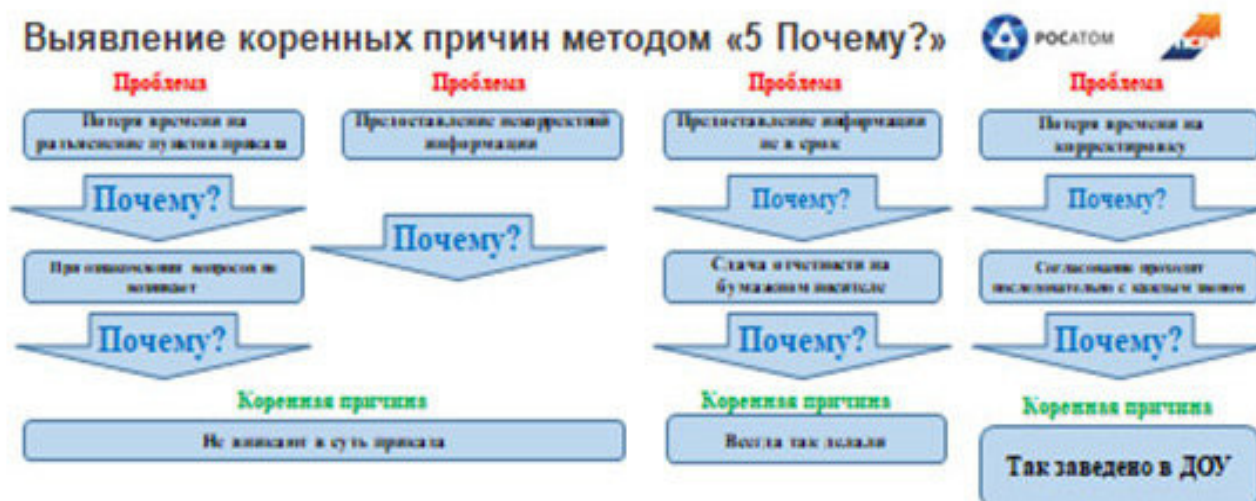 Выявление коренных причин методом «5 Почему?»
РОСАТОМ
Проблема
Потеря времени на
разъяснение пунктов приказа
Почему?
При ознакомлении вопросов не
возникает
Почему?
Проблема
Предоставление некорректной
информации
Почему?
Коренная причина
Не вникают в суть приказа
Проблема
Предоставление информации
не в срок
Почему?
Сдача отчетности на
бумажном носителе
Почему?
Коренная причина
Всегда так делали
Проблема
Потеря времени на
корректировку
Почему?
Согласование проходит
последовательно с каждым звеном
Почему?
Коренная причина
Так заведено в ДОУ